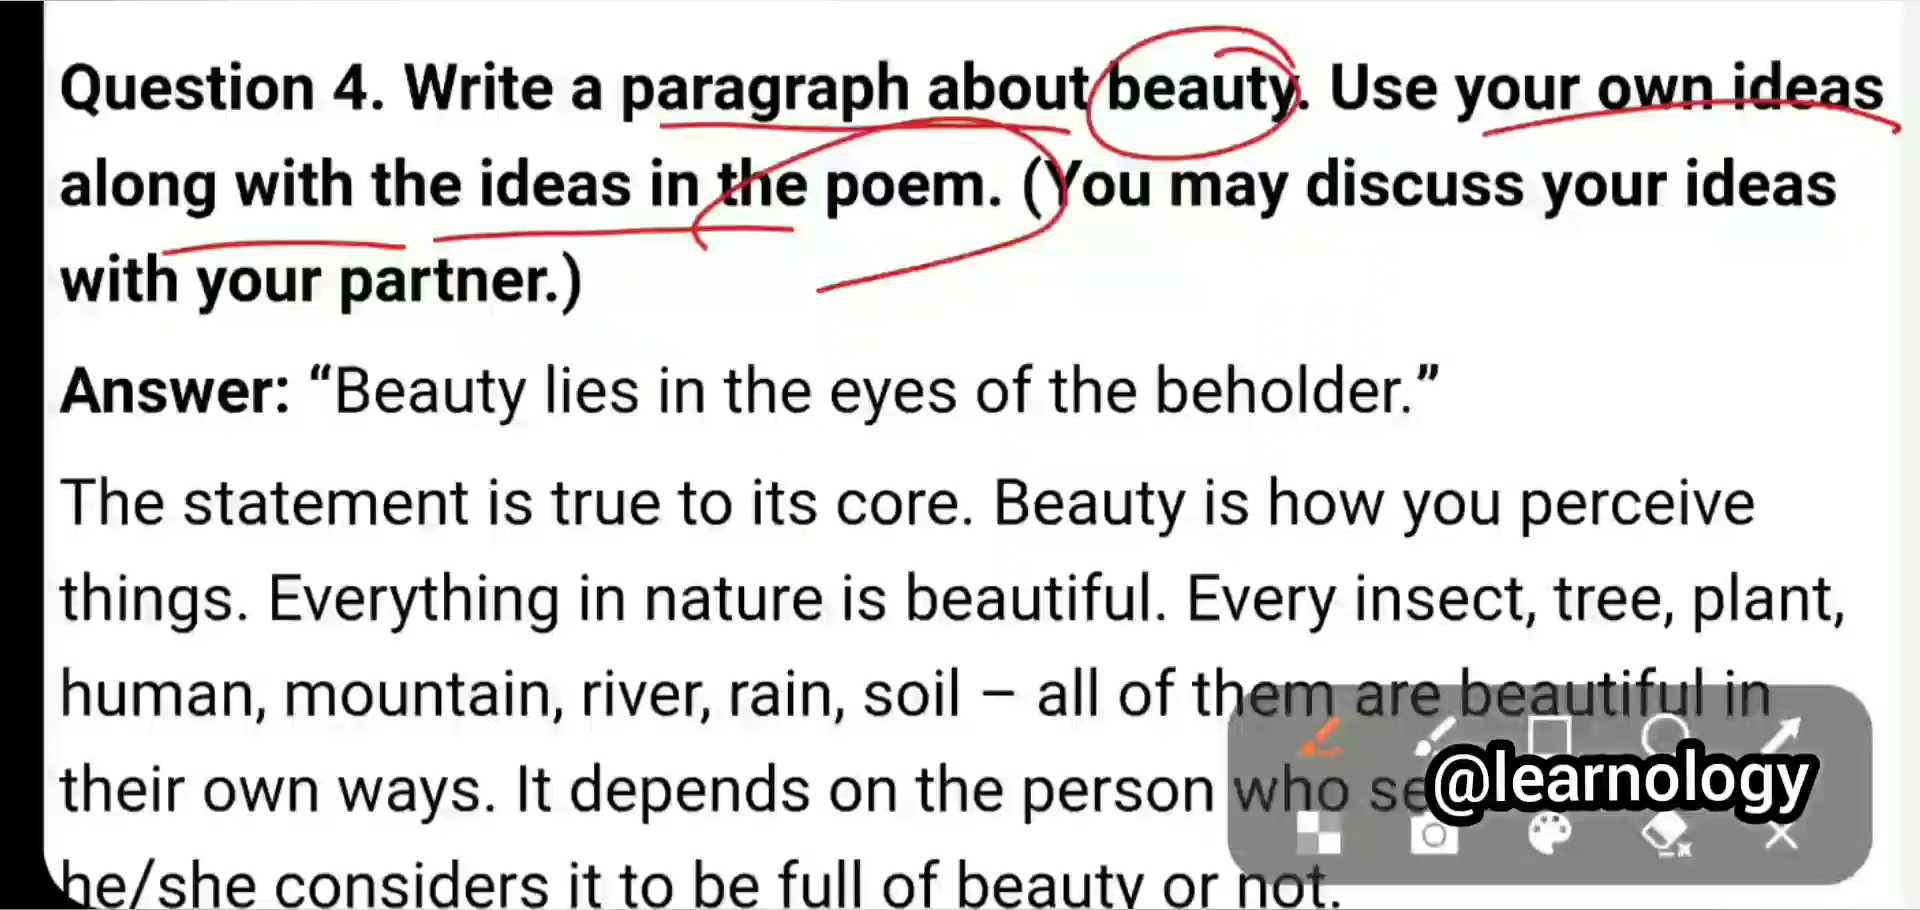 Question 4. Write a paragraph about beauty. Use your own ideas
along with the ideas in the poem. (You may discuss your ideas
with your partner.)
Answer: “Beauty lies in the eyes of the beholder.”
The statement is true to its core. Beauty is how you perceive
things. Everything in nature is beautiful. Every insect, tree, plant,
human, mountain, river, rain, soil – all of them are beautiful in
their own ways. It depends on the person who
@learnology
he/she considers it to be full of beauty or not.